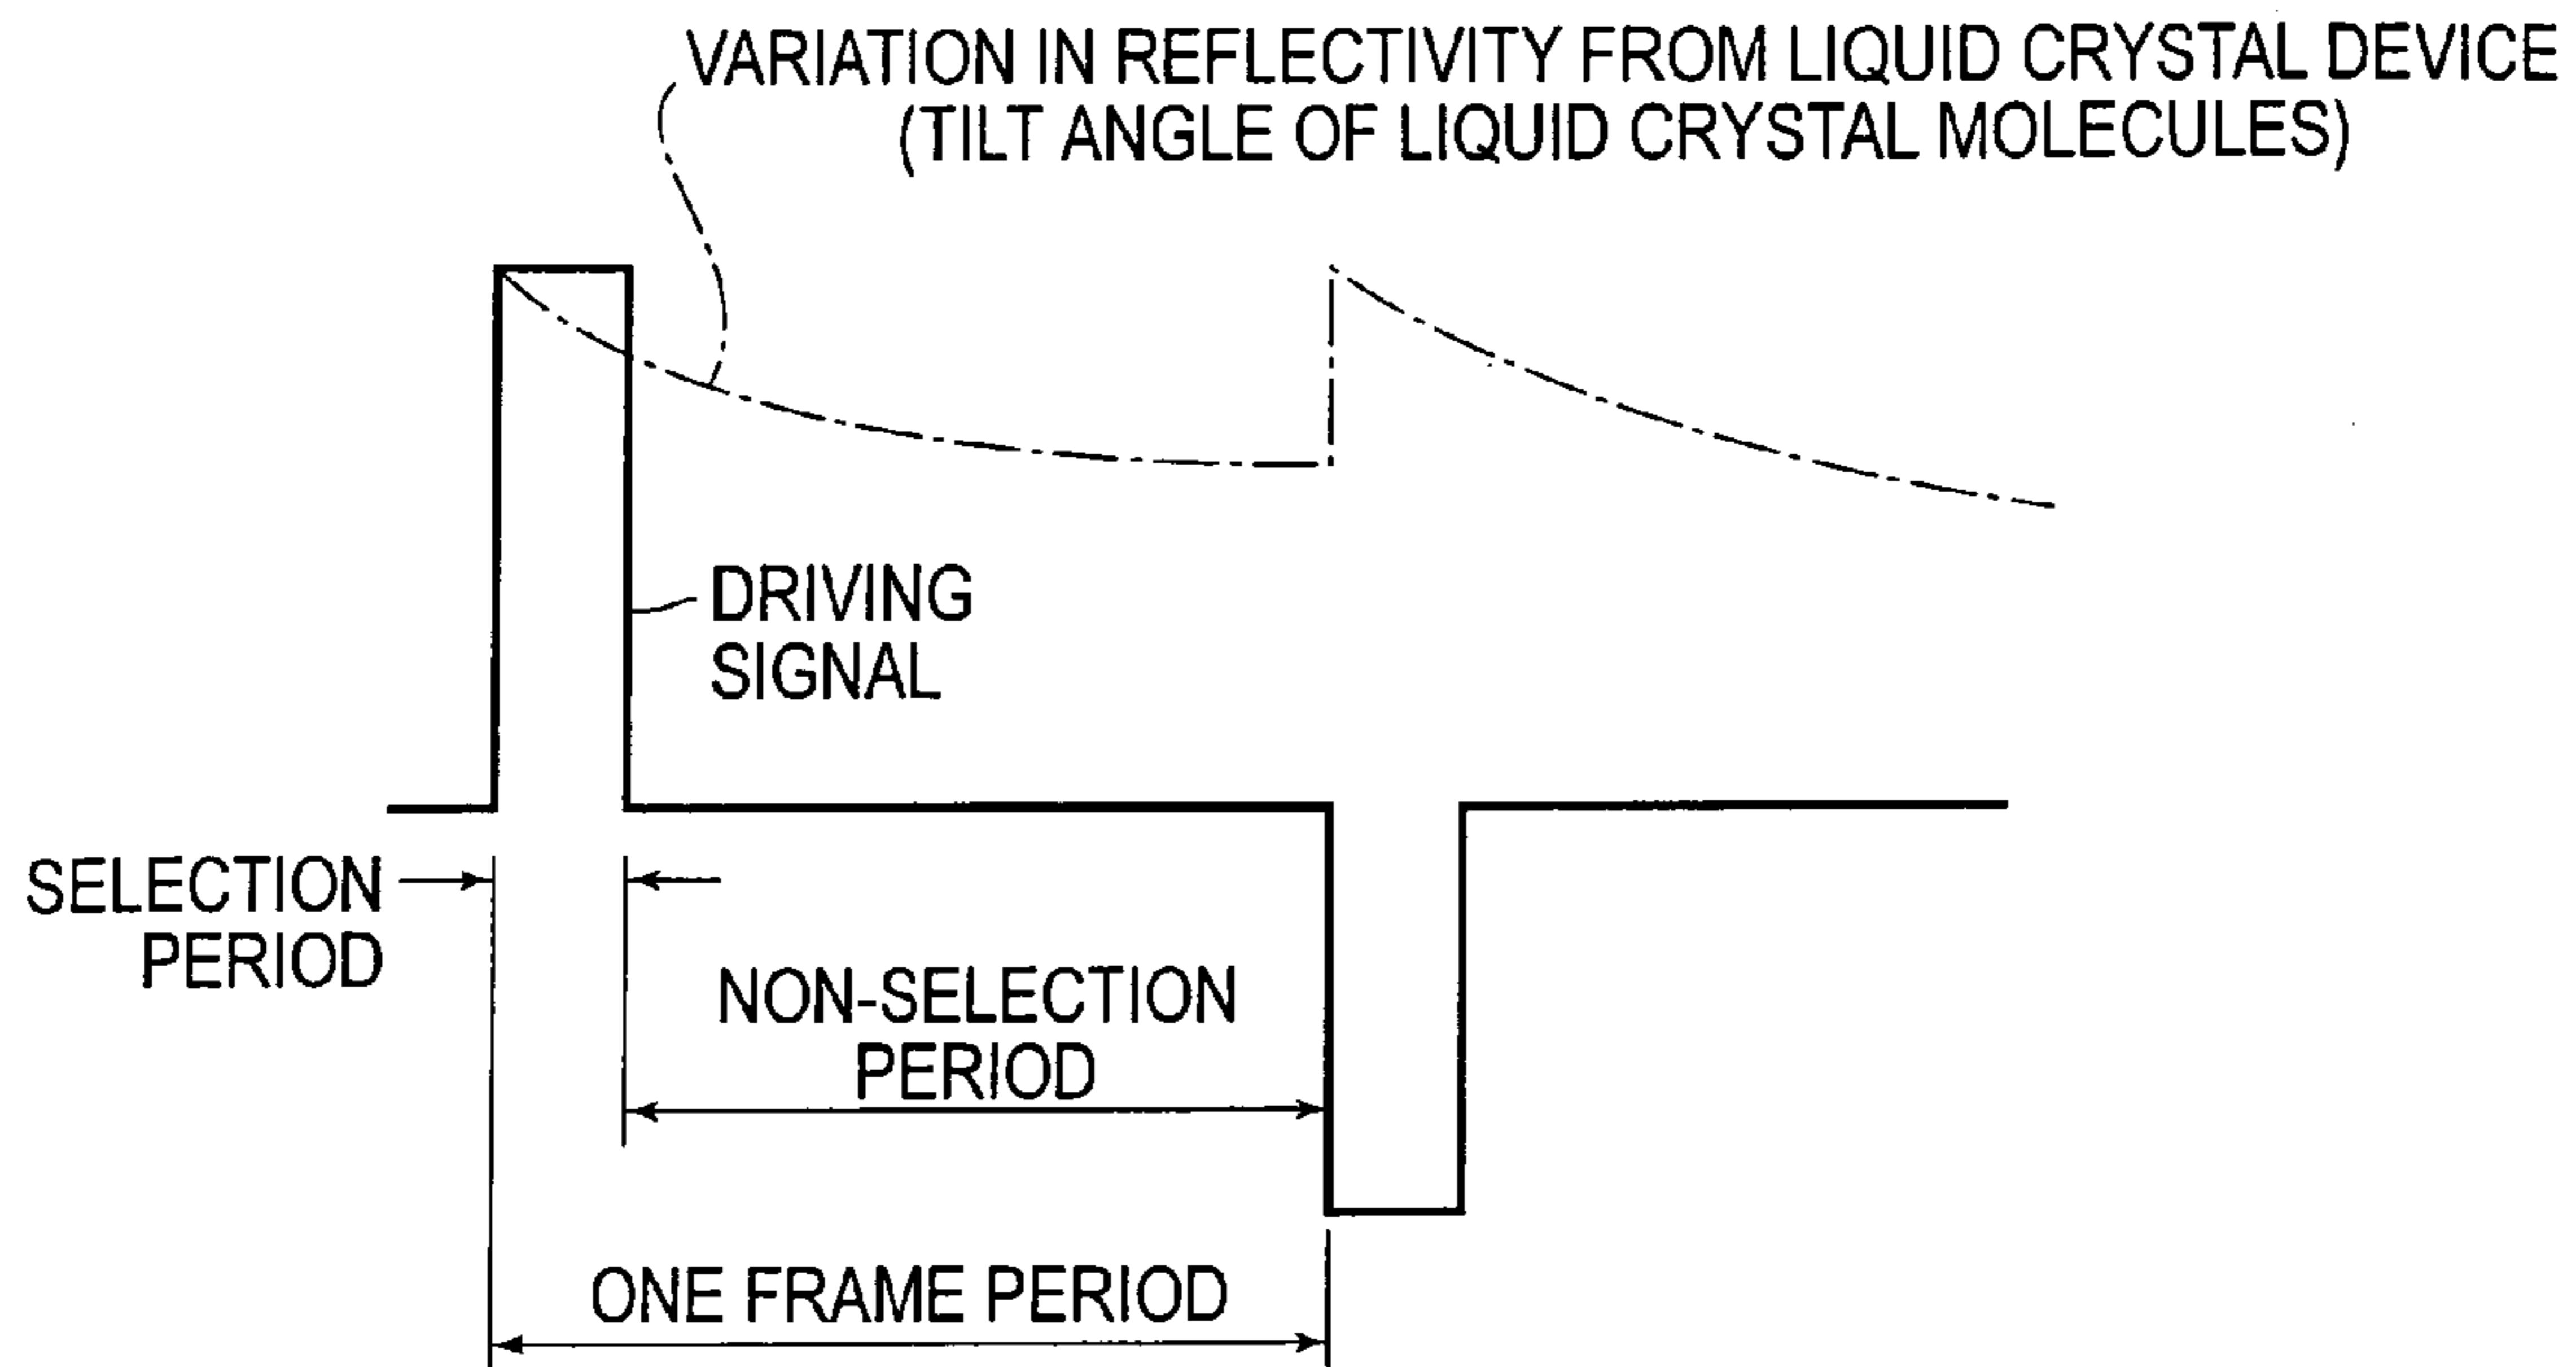 VARIATION IN REFLECTIVITY FROM LIQUID CRYSTAL DEVICE
(TILT ANGLE OF LIQUID CRYSTAL MOLECULES)
DRIVING
SIGNAL
SELECTION
PERIOD
NON-SELECTION
PERIOD
ONE FRAME PERIOD